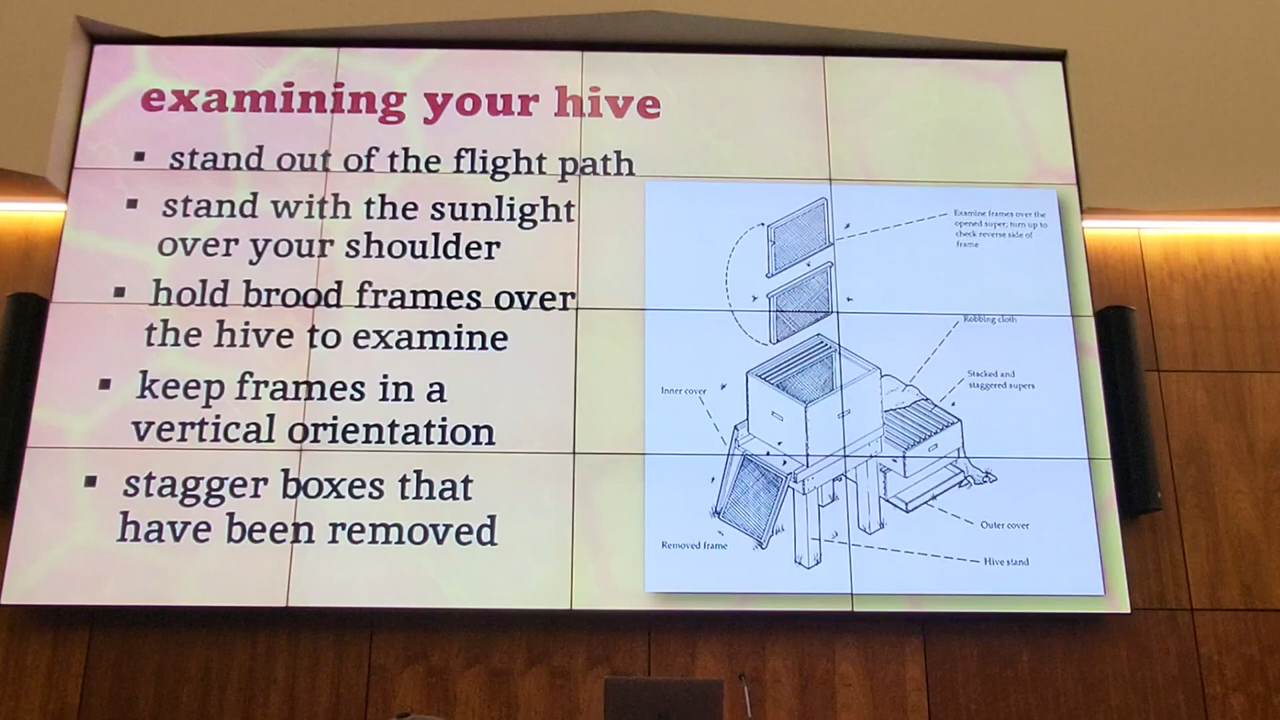 examining your hive
▪ stand out of the flight path
▪ stand with the sunlight
over your shoulder
▪ hold brood frames over
the hive to examine
▪ keep frames in a
vertical orientation
▪ stagger boxes that
have been removed
Examine frames over the
opened super; turn up to
check reverse side of
frame
Robbing cloth
Inner cover
Stacked and
staggered supers
Outer cover
Removed frame
Hive stand